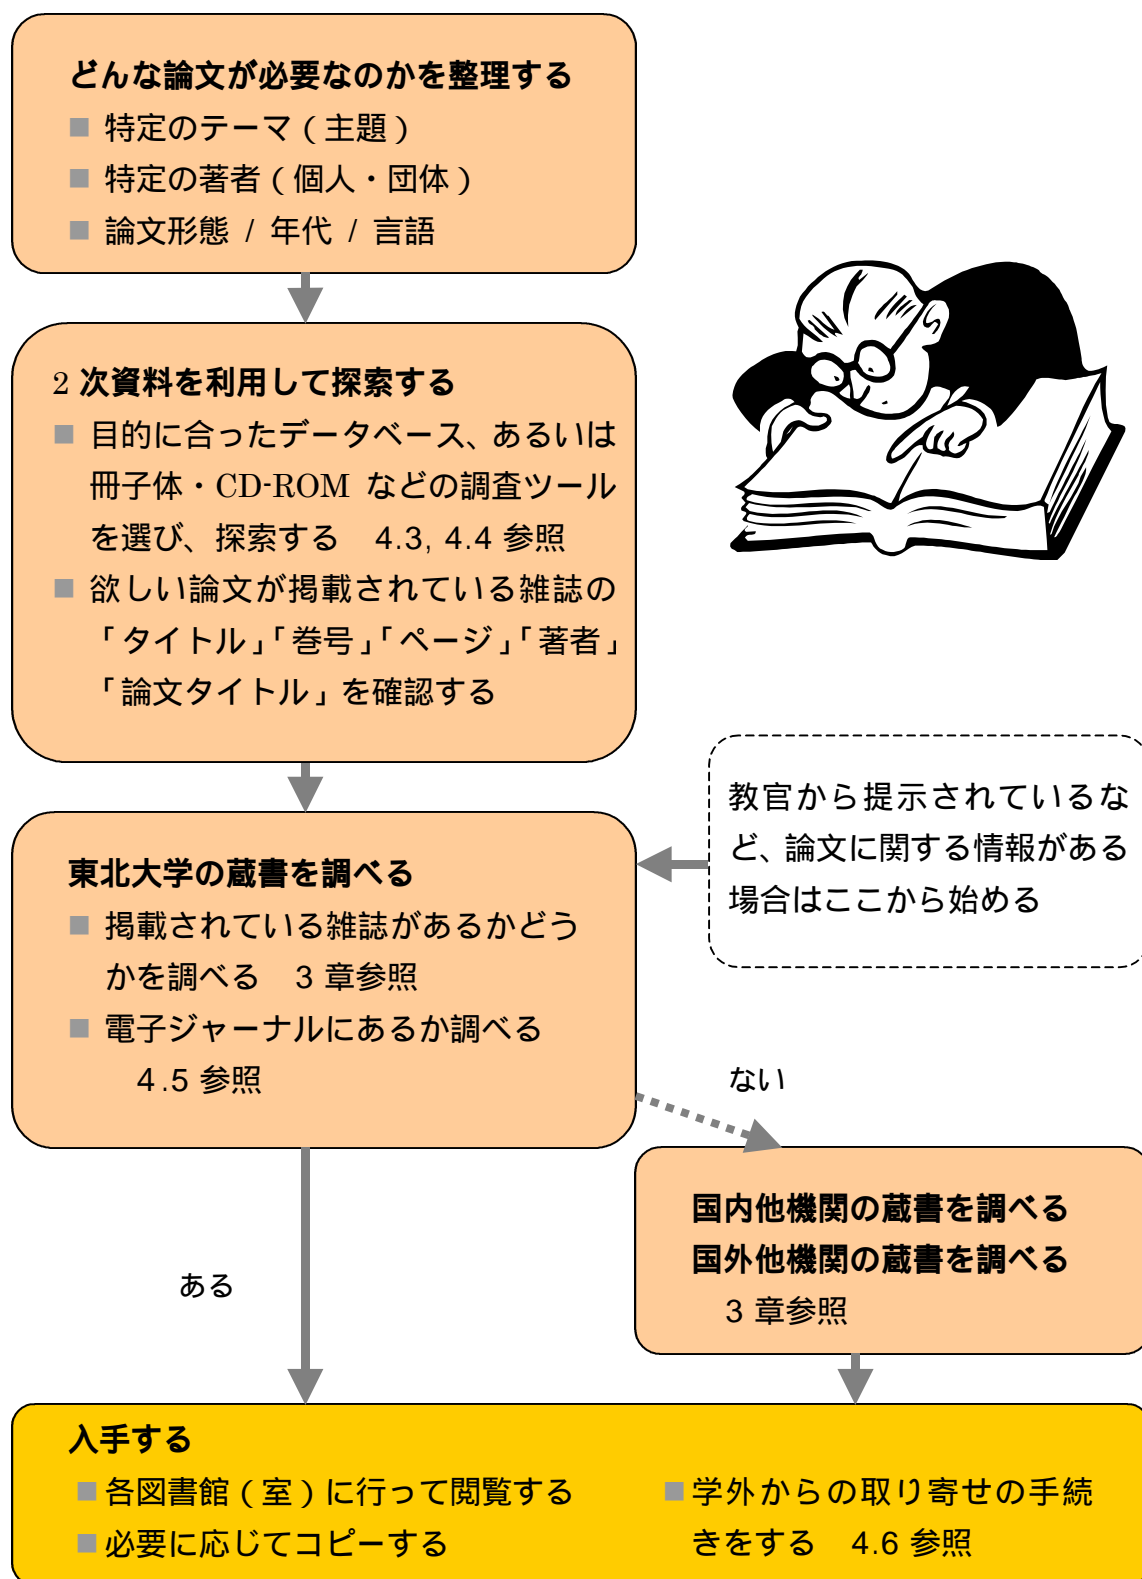 どんな論文が必要なのかを整理する
■ 特定のテーマ（主題）
■ 特定の著者（個人・団体）
■ 論文形態 / 年代 / 言語
2 次資料を利用して探索する
■ 目的に合ったデータベース、あるいは
冊子体・CD-ROM などの調査ツール
を選び、探索する　4.3, 4.4 参照
■ 欲しい論文が掲載されている雑誌の
「タイトル」「巻号」「ページ」「著者」
「論文タイトル」を確認する
教官から提示されているな
ど、論文に関する情報がある
場合はここから始める
東北大学の蔵書を調べる
■ 掲載されている雑誌があるかどう
かを調べる　3 章参照
■ 電子ジャーナルにあるか調べる
4.5 参照
ない
国内他機関の蔵書を調べる
国外他機関の蔵書を調べる
3 章参照
ある
入手する
■ 各図書館（室）に行って閲覧する
■ 必要に応じてコピーする
■ 学外からの取り寄せの手続
きをする　4.6 参照